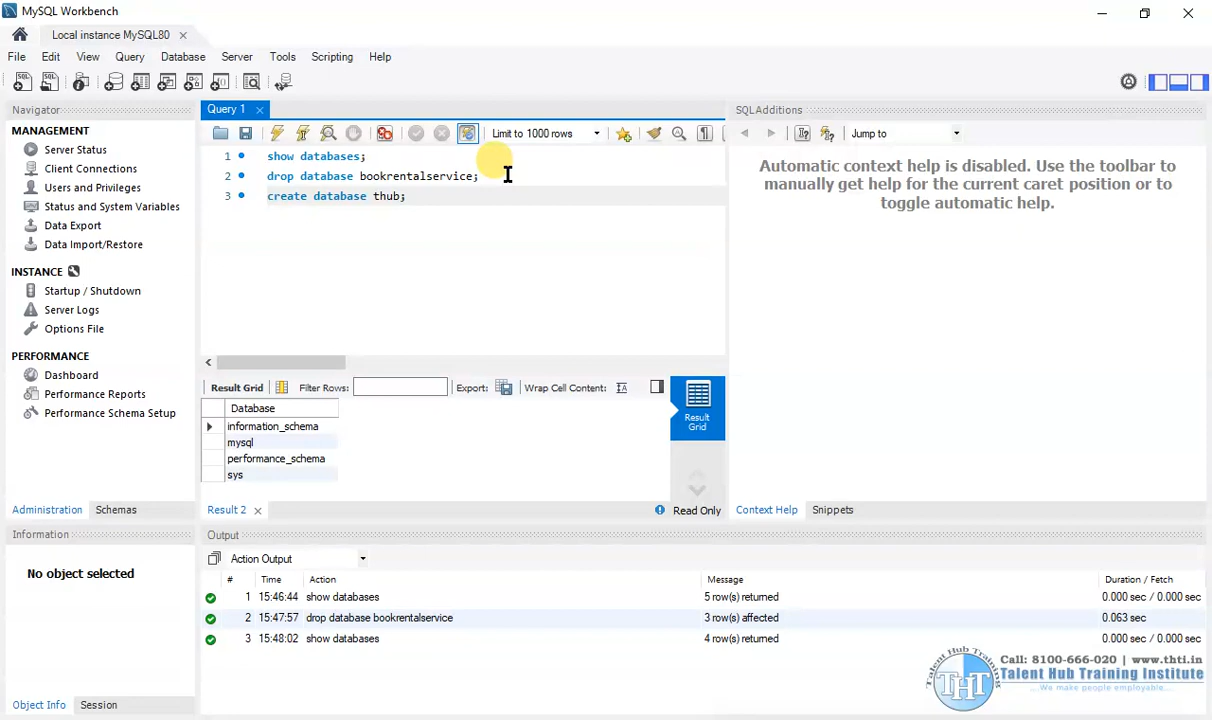 MySQL Workbench
Local instance MySQL80
File Edit View Query Database Server Tools Scripting Help
Navigator
MANAGEMENT
Server Status
Client Connections
Users and Privileges
Status and System Variables
Data Export
Data Import/Restore
INSTANCE
Startup / Shutdown
Server Logs
Options File
PERFORMANCE
Dashboard
Performance Reports
Performance Schema Setup
Administration Schemas
Information
No object selected
Object Info Session
Query 1
Limit to 1000 rows
1 show databases;
2 drop database bookrentalservice;
3 create database thub;
Result Grid Filter Rows: Export: Wrap Cell Content:
Database
information_schema
mysql
performance_schema
sys
Result Grid
Result 2 Read Only
SQLAdditions
Jump to
Automatic context help is disabled. Use the toolbar to
manually get help for the current caret position or to
toggle automatic help.
Context Help Snippets
Output
Action Output
# Time Action Message Duration / Fetch
1 15:46:44 show databases 5 row(s) returned 0.000 sec / 0.000 sec
2 15:47:57 drop database bookrentalservice 3 row(s) affected 0.063 sec
3 15:48:02 show databases 4 row(s) returned 0.000 sec / 0.000 sec
Talent Hub Training
THT
Call: 8100-666-020 | www.thti.in
Talent Hub Training Institute
...We make people employable...